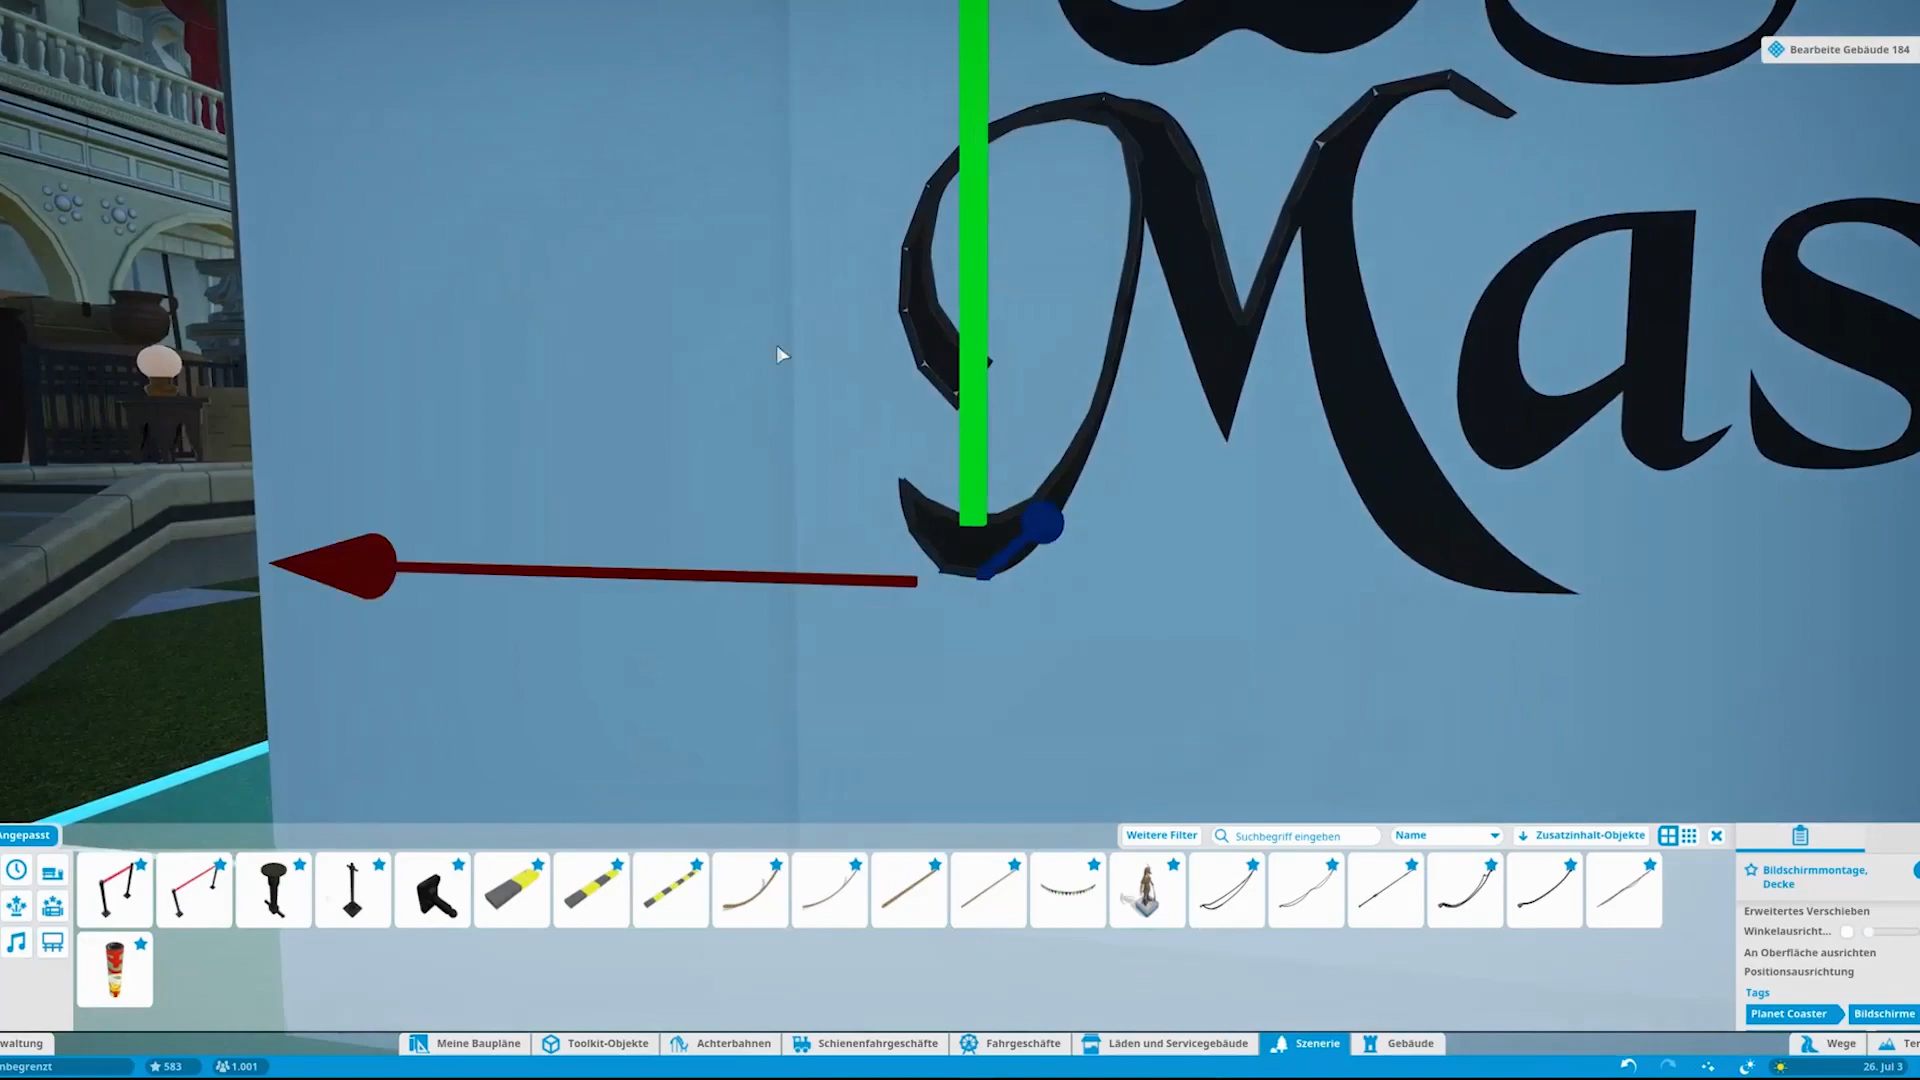 Bearbeite Gebäude 184
Mas
Angepasst
Weitere Filter
Suchbegriff eingeben
Name
Zusatzinhalt-Objekte
Bildschirmmontage,
Decke
Erweitertes Verschieben
Winkelausricht...
An Oberfläche ausrichten
Positionsausrichtung
Tags
Planet Coaster
Bildschirme
waltung
Meine Baupläne
Toolkit-Objekte
Achterbahnen
Schienenfahrgeschäfte
Fahrgeschäfte
Läden und Servicegebäude
Szenerie
Gebäude
Wege
Ter
nbegrenzt
583
1.001
26. Jul 3